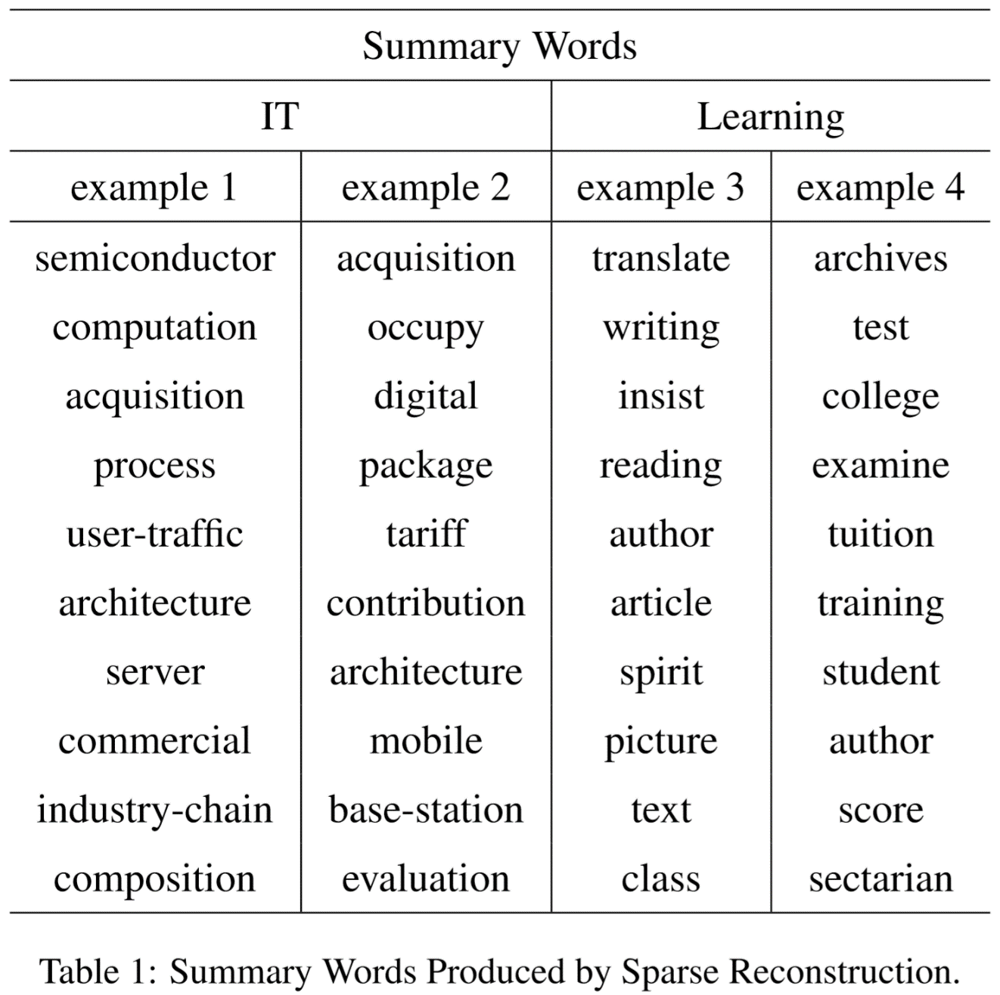 Summary Words
IT Learning
example 1 example 2 example 3 example 4
semiconductor acquisition translate archives
computation occupy writing test
acquisition digital insist college
process package reading examine
user-traffic tariff author tuition
architecture contribution article training
server architecture spirit student
commercial mobile picture author
industry-chain base-station text score
composition evaluation class sectarian
Table 1: Summary Words Produced by Sparse Reconstruction.